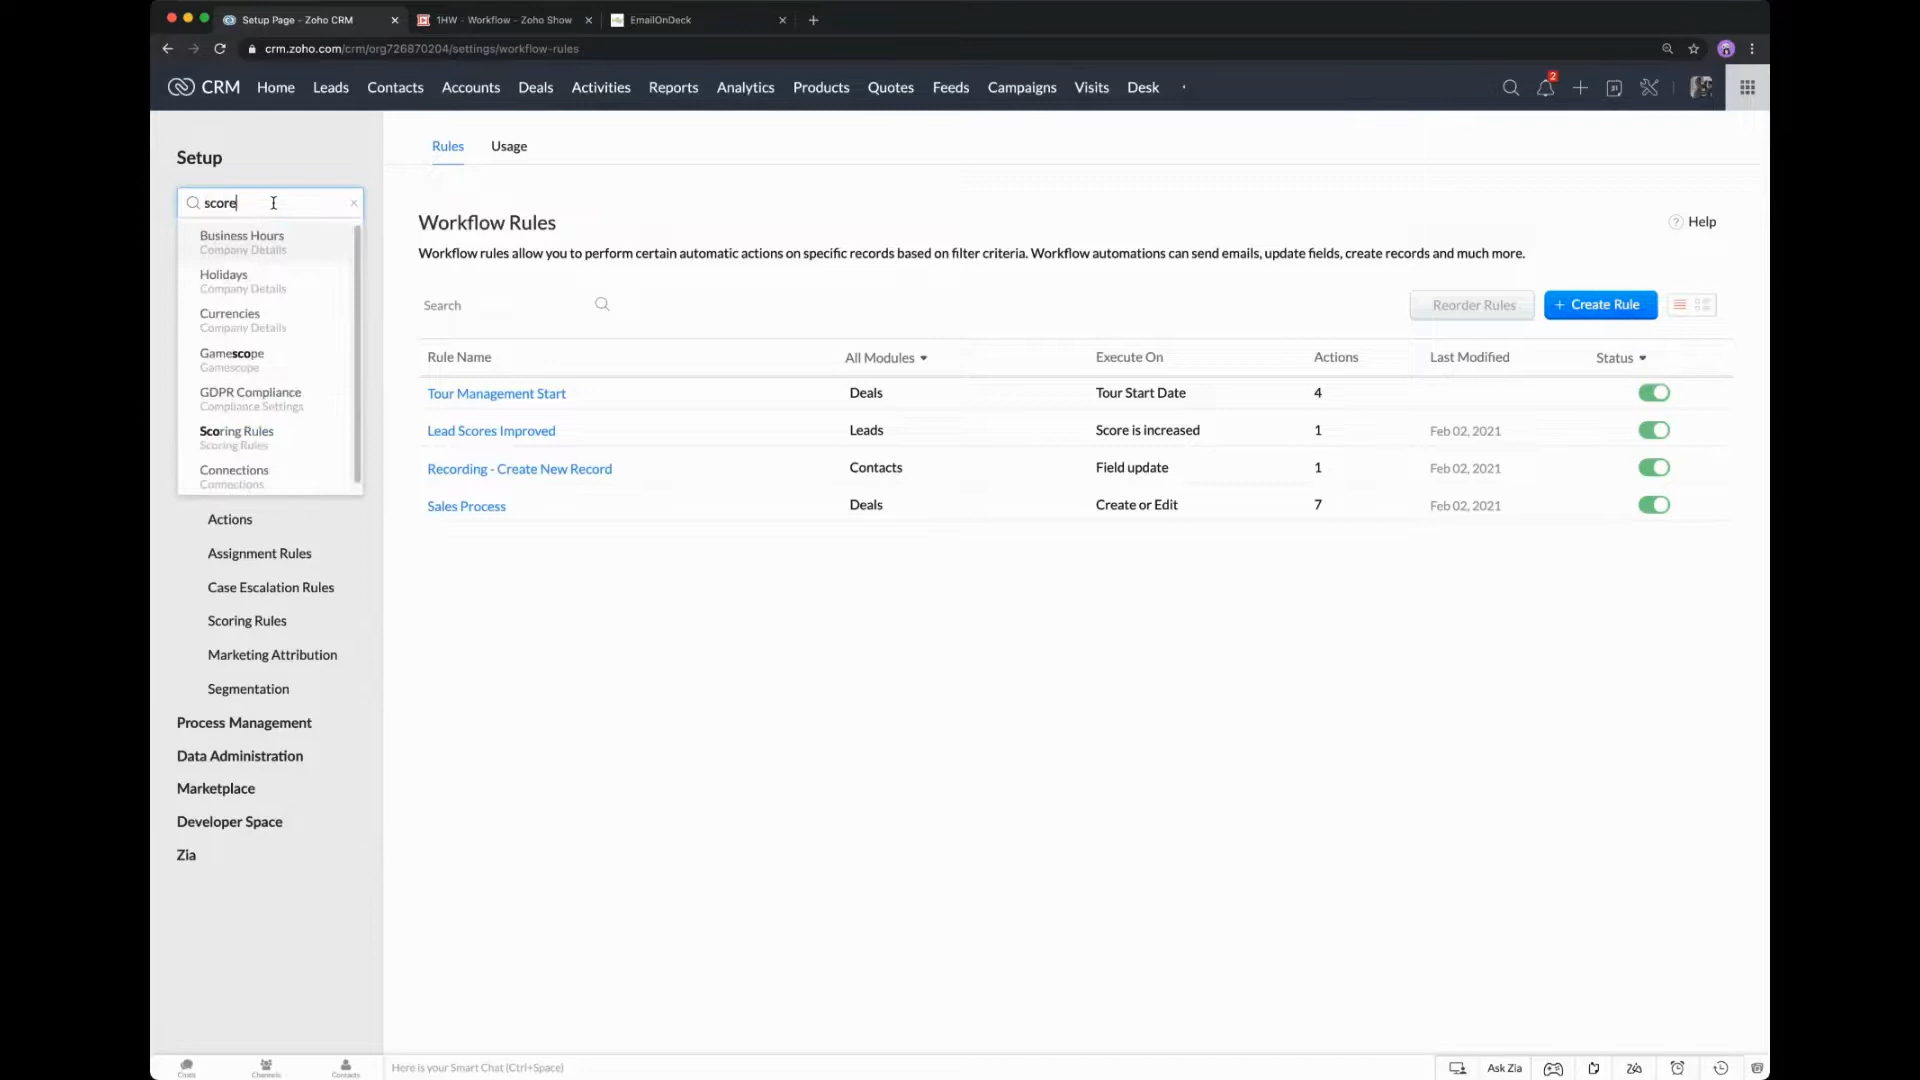 Setup Page - Zoho CRM
1HW - Workflow - Zoho Show
EmailOnDeck
crm.zoho.com/crm/org726870204/settings/workflow-rules
CRM Home Leads Contacts Accounts Deals Activities Reports Analytics Products Quotes Feeds Campaigns Visits Desk
2
31
Setup
score
Business Hours
Company Details
Holidays
Company Details
Currencies
Company Details
Gamescope
Gamescope
GDPR Compliance
Compliance Settings
Scoring Rules
Scoring Rules
Connections
Connections
Actions
Assignment Rules
Case Escalation Rules
Scoring Rules
Marketing Attribution
Segmentation
Process Management
Data Administration
Marketplace
Developer Space
Zia
Rules Usage
Workflow Rules
? Help
Workflow rules allow you to perform certain automatic actions on specific records based on filter criteria. Workflow automations can send emails, update fields, create records and much more.
Search
Reorder Rules
+ Create Rule
Rule Name All Modules Execute On Actions Last Modified Status
Tour Management Start Deals Tour Start Date 4
Lead Scores Improved Leads Score is increased 1 Feb 02, 2021
Recording - Create New Record Contacts Field update 1 Feb 02, 2021
Sales Process Deals Create or Edit 7 Feb 02, 2021
Chats Channels Contacts
Here is your Smart Chat (Ctrl+Space)
Ask Zia